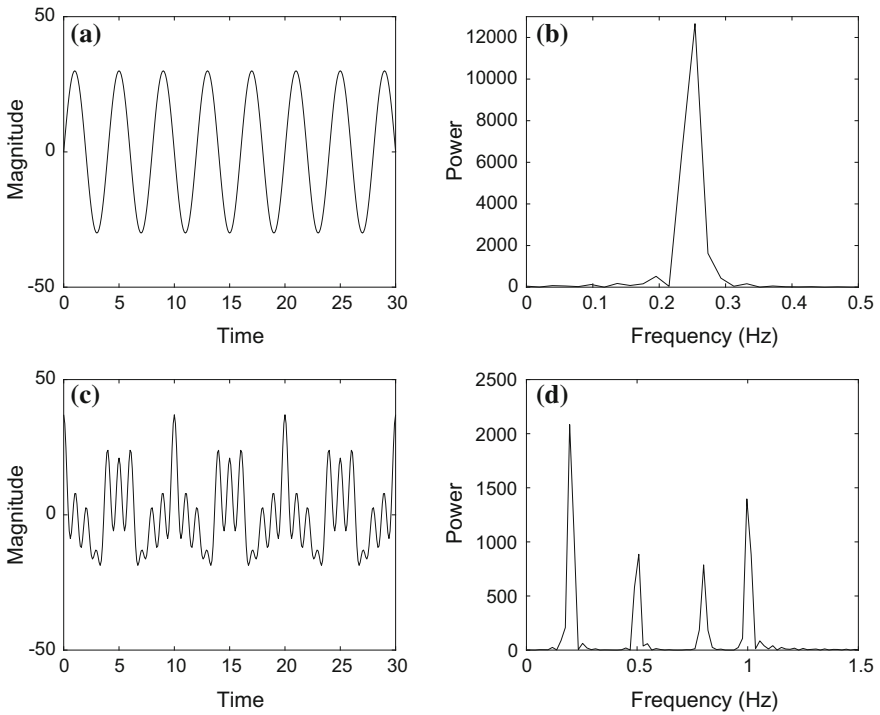 (a)
50
0
-50
Magnitude
0 5 10 15 20 25 30
Time
(b)
12000
10000
8000
6000
4000
2000
0
Power
0 0.1 0.2 0.3 0.4 0.5
Frequency (Hz)
(c)
50
0
-50
Magnitude
0 5 10 15 20 25 30
Time
(d)
2500
2000
1500
1000
500
0
Power
0 0.5 1 1.5
Frequency (Hz)